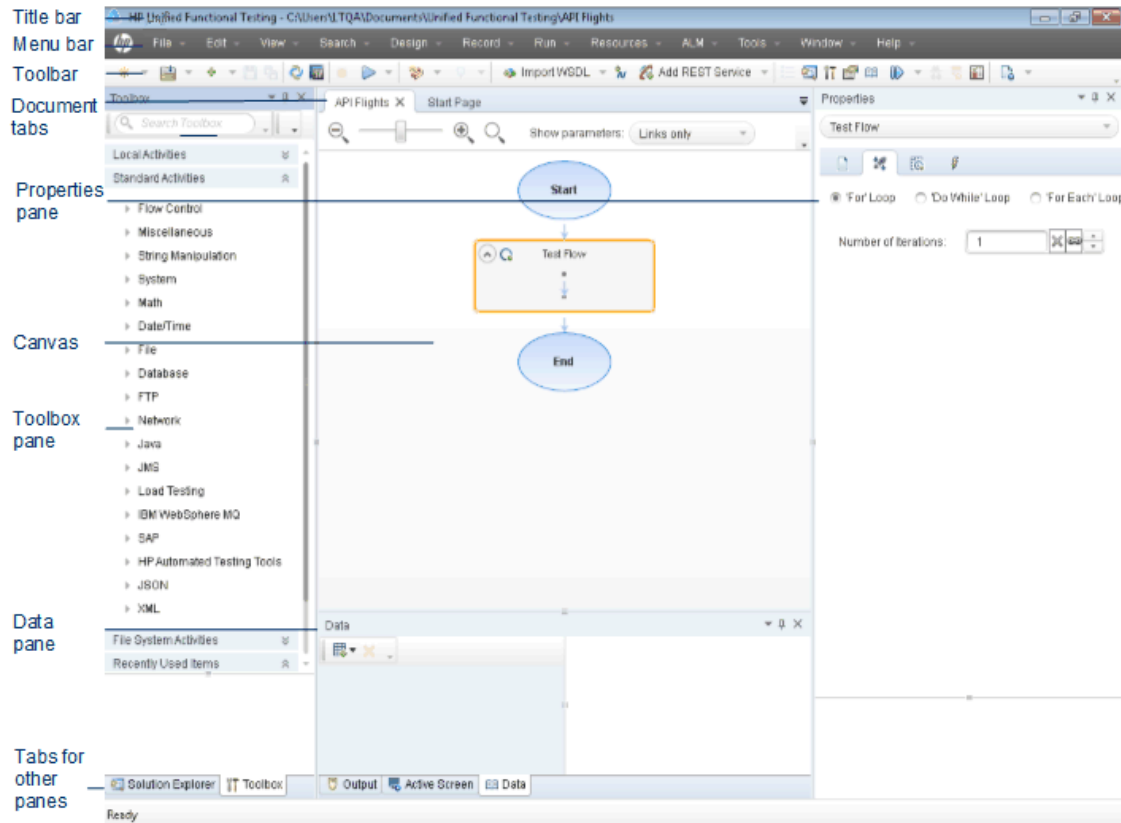 Title bar
HP Unified Functional Testing - C:\Users\LTQA\Documents\Unified Functional Testing\API Flights
Menu bar
hp File Edit View Search Design Record Run Resources ALM Tools Window Help
Toolbar
Import WSDL Add REST Service
Document tabs
Toolbox
API Flights Start Page
Properties
Search Toolbox
Show parameters: Links only
Test Flow
Local Activities
Standard Activities
Properties pane
Start
'For' Loop 'Do While' Loop 'For Each' Loop
Flow Control
Miscellaneous
Number of Iterations: 1
String Manipulation
Test Flow
System
Math
Date/Time
Canvas
File
End
Database
FTP
Toolbox pane
Network
Java
JMS
Load Testing
IBM WebSphere MQ
SAP
HP Automated Testing Tools
JSON
XML
Data pane
Data
File System Activities
Recently Used Items
Tabs for other panes
Solution Explorer Toolbox
Output Active Screen Data
Ready